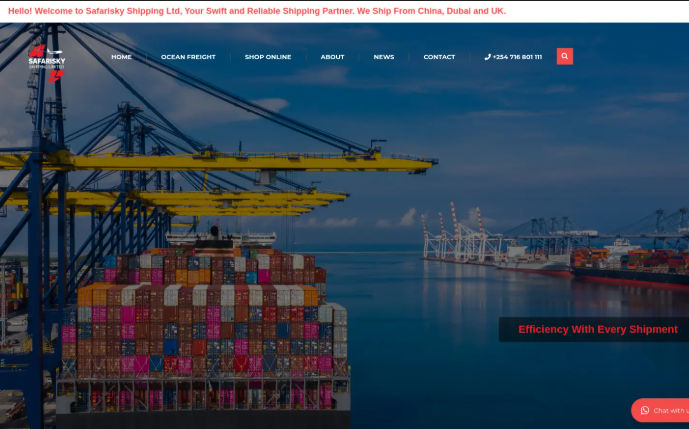 Hello! Welcome to Safarisky Shipping Ltd, Your Swift and Reliable Shipping Partner. We Ship From China, Dubai and UK.
SAFARISKY
SHIPPING LIMITED
HOME
OCEAN FREIGHT
SHOP ONLINE
ABOUT
NEWS
CONTACT
+254 716 801 111
Efficiency With Every Shipment
Chat with u